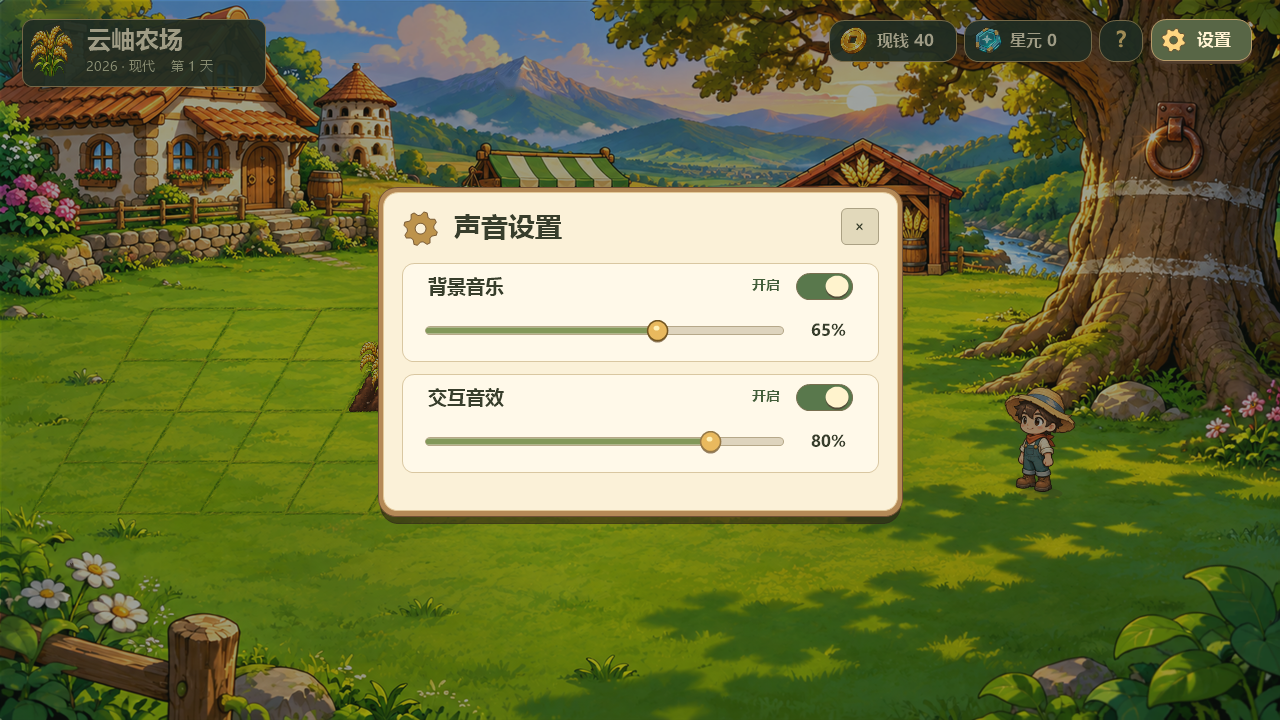 云岫农场
2026 · 现代 第 1 天
现钱 40
星元 0
?
设置
声音设置
×
背景音乐
开启
65%
交互音效
开启
80%